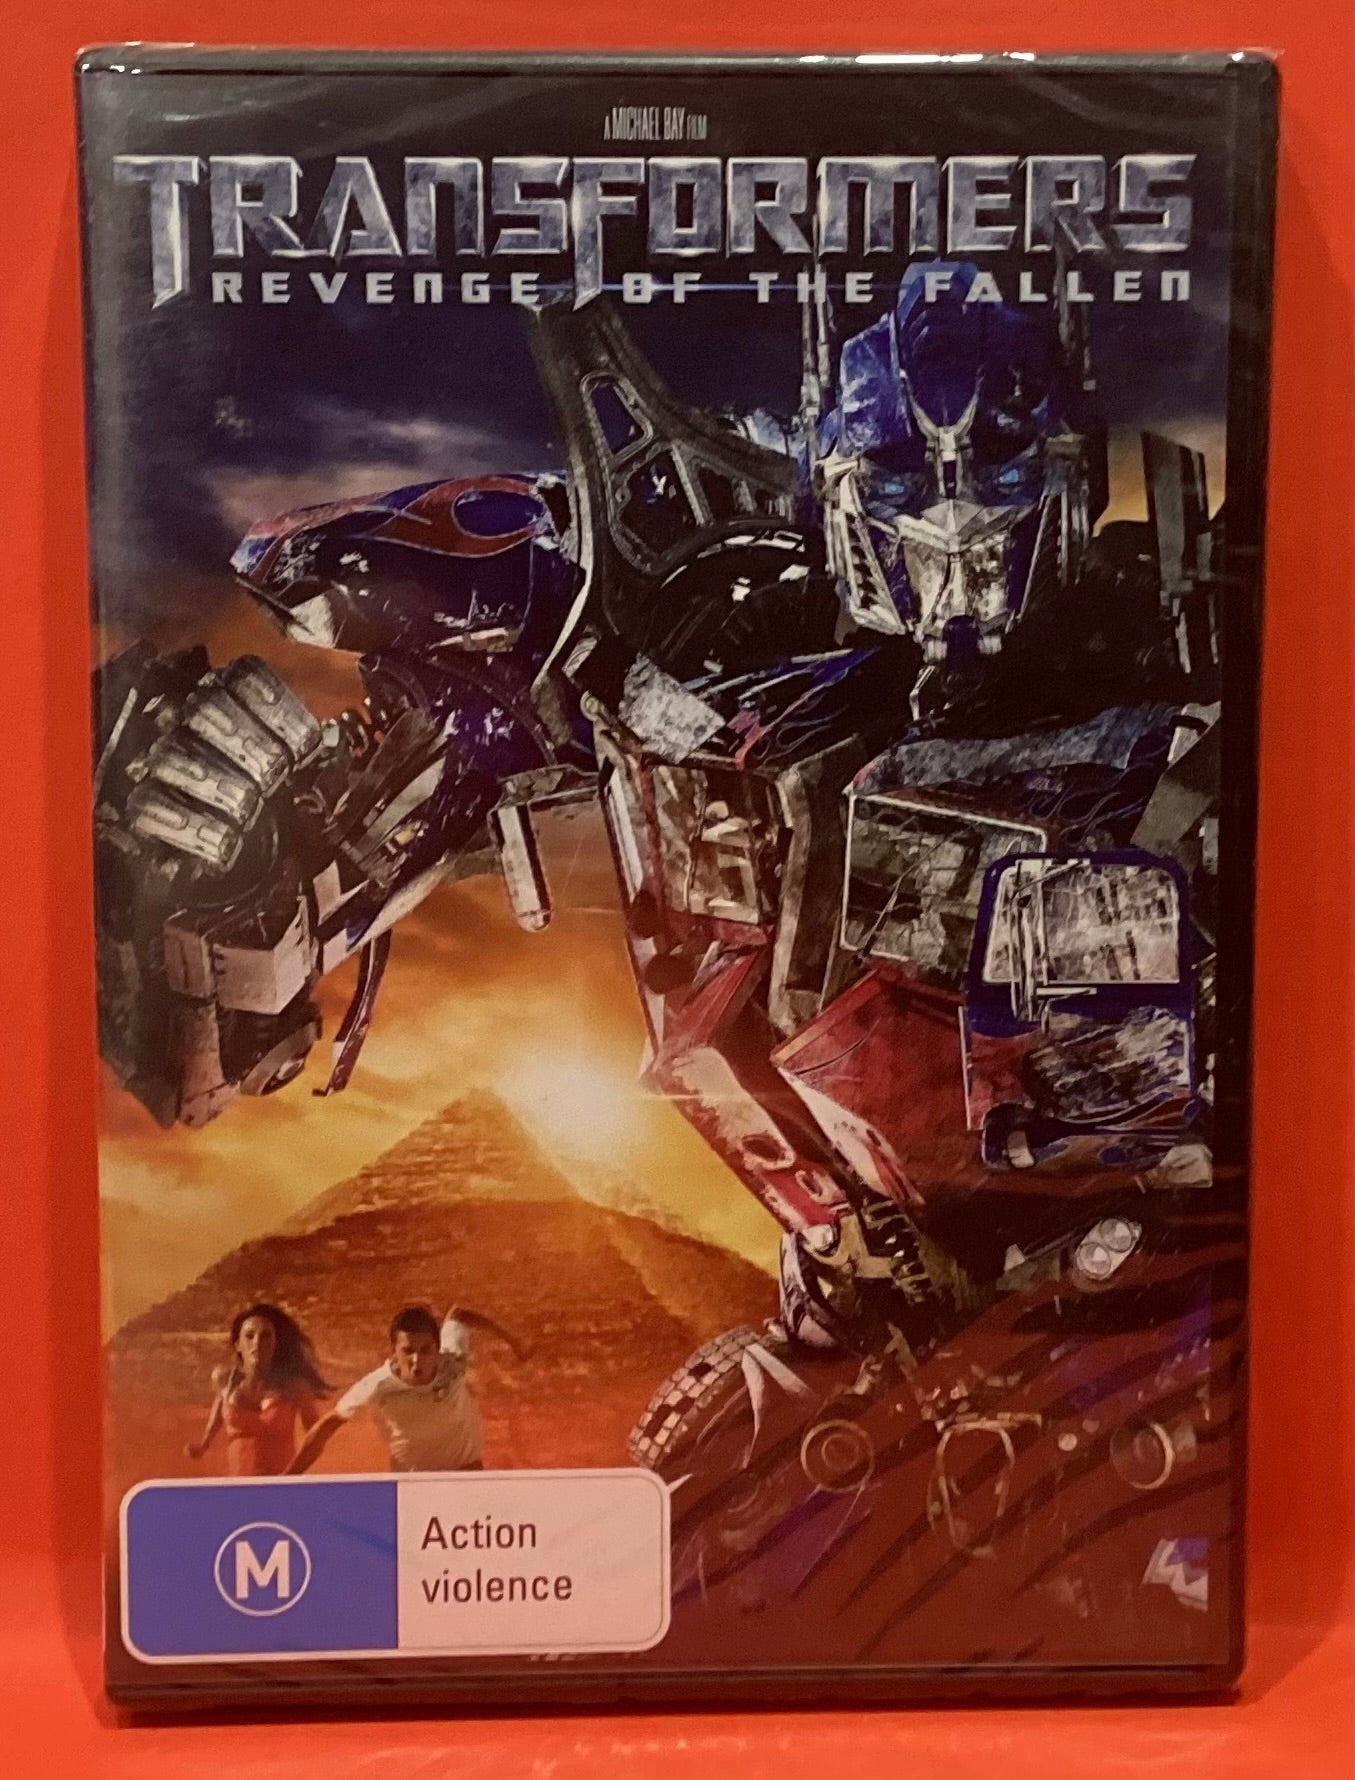 A MICHAEL BAY FILM
TRANSFORMERS
REVENGE OF THE FALLEN
M
Action
violence